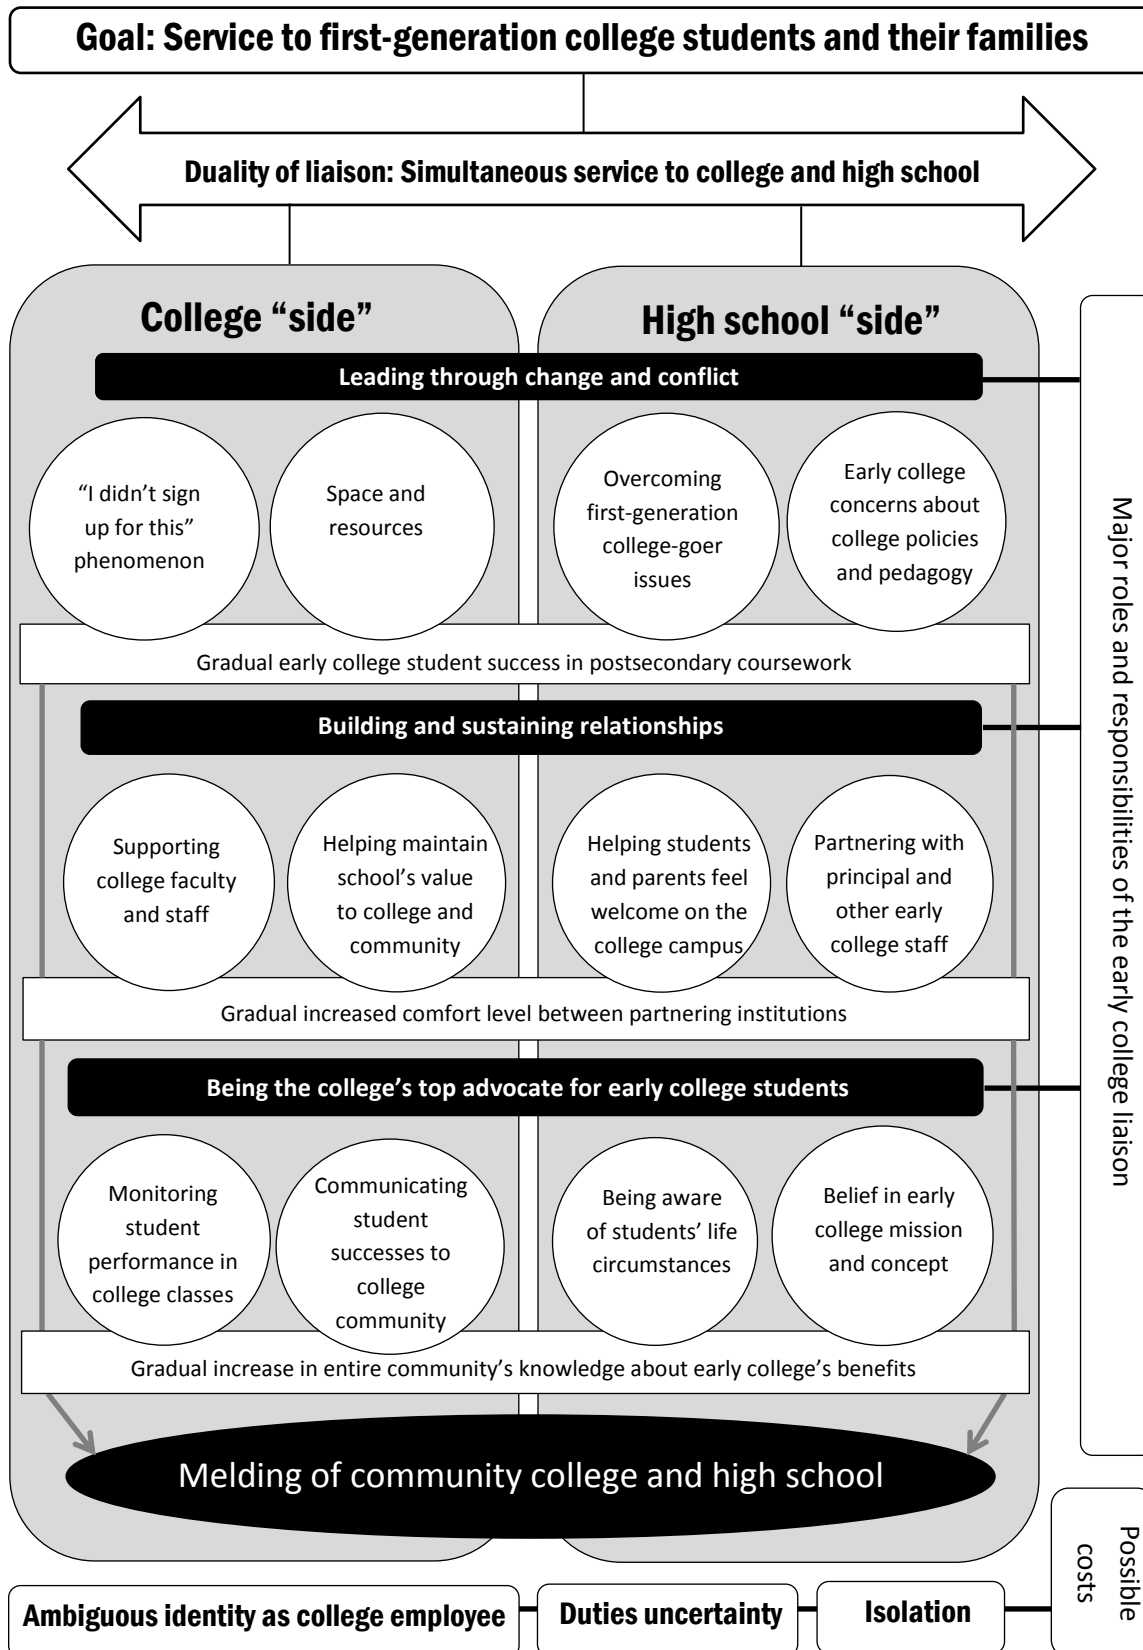 Goal: Service to first-generation college students and their families
Duality of liaison: Simultaneous service to college and high school
College “side”
High school “side”
Leading through change and conflict
“I didn’t sign
up for this”
phenomenon
Space and
resources
Overcoming
first-generation
college-goer
issues
Early college
concerns about
college policies
and pedagogy
Gradual early college student success in postsecondary coursework
Building and sustaining relationships
Supporting
college faculty
and staff
Helping maintain
school’s value
to college and
community
Helping students
and parents feel
welcome on the
college campus
Partnering with
principal and
other early
college staff
Gradual increased comfort level between partnering institutions
Being the college’s top advocate for early college students
Monitoring
student
performance in
college classes
Communicating
student
successes to
college
community
Being aware
of students’ life
circumstances
Belief in early
college mission
and concept
Gradual increase in entire community’s knowledge about early college’s benefits
Melding of community college and high school
Major roles and responsibilities of the early college liaison
Ambiguous identity as college employee
Duties uncertainty
Isolation
Possible
costs